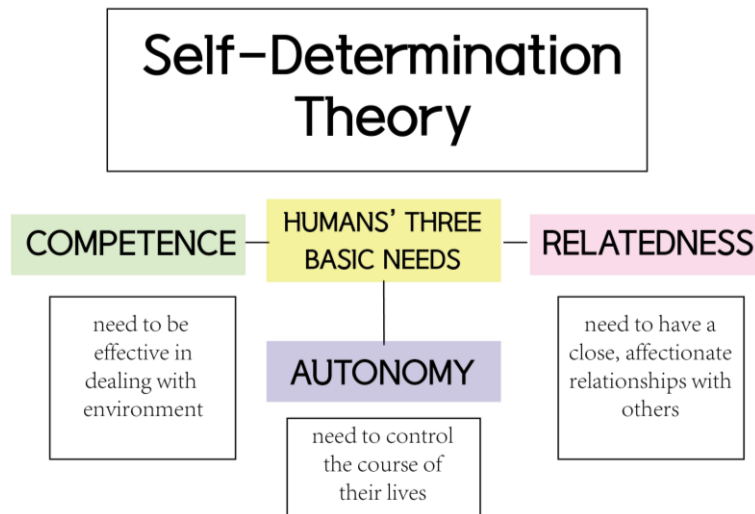 Self-Determination
Theory
HUMANS' THREE
BASIC NEEDS
COMPETENCE
need to be
effective in
dealing with
environment
AUTONOMY
need to control
the course of
their lives
RELATEDNESS
need to have a
close, affectionate
relationships with
others